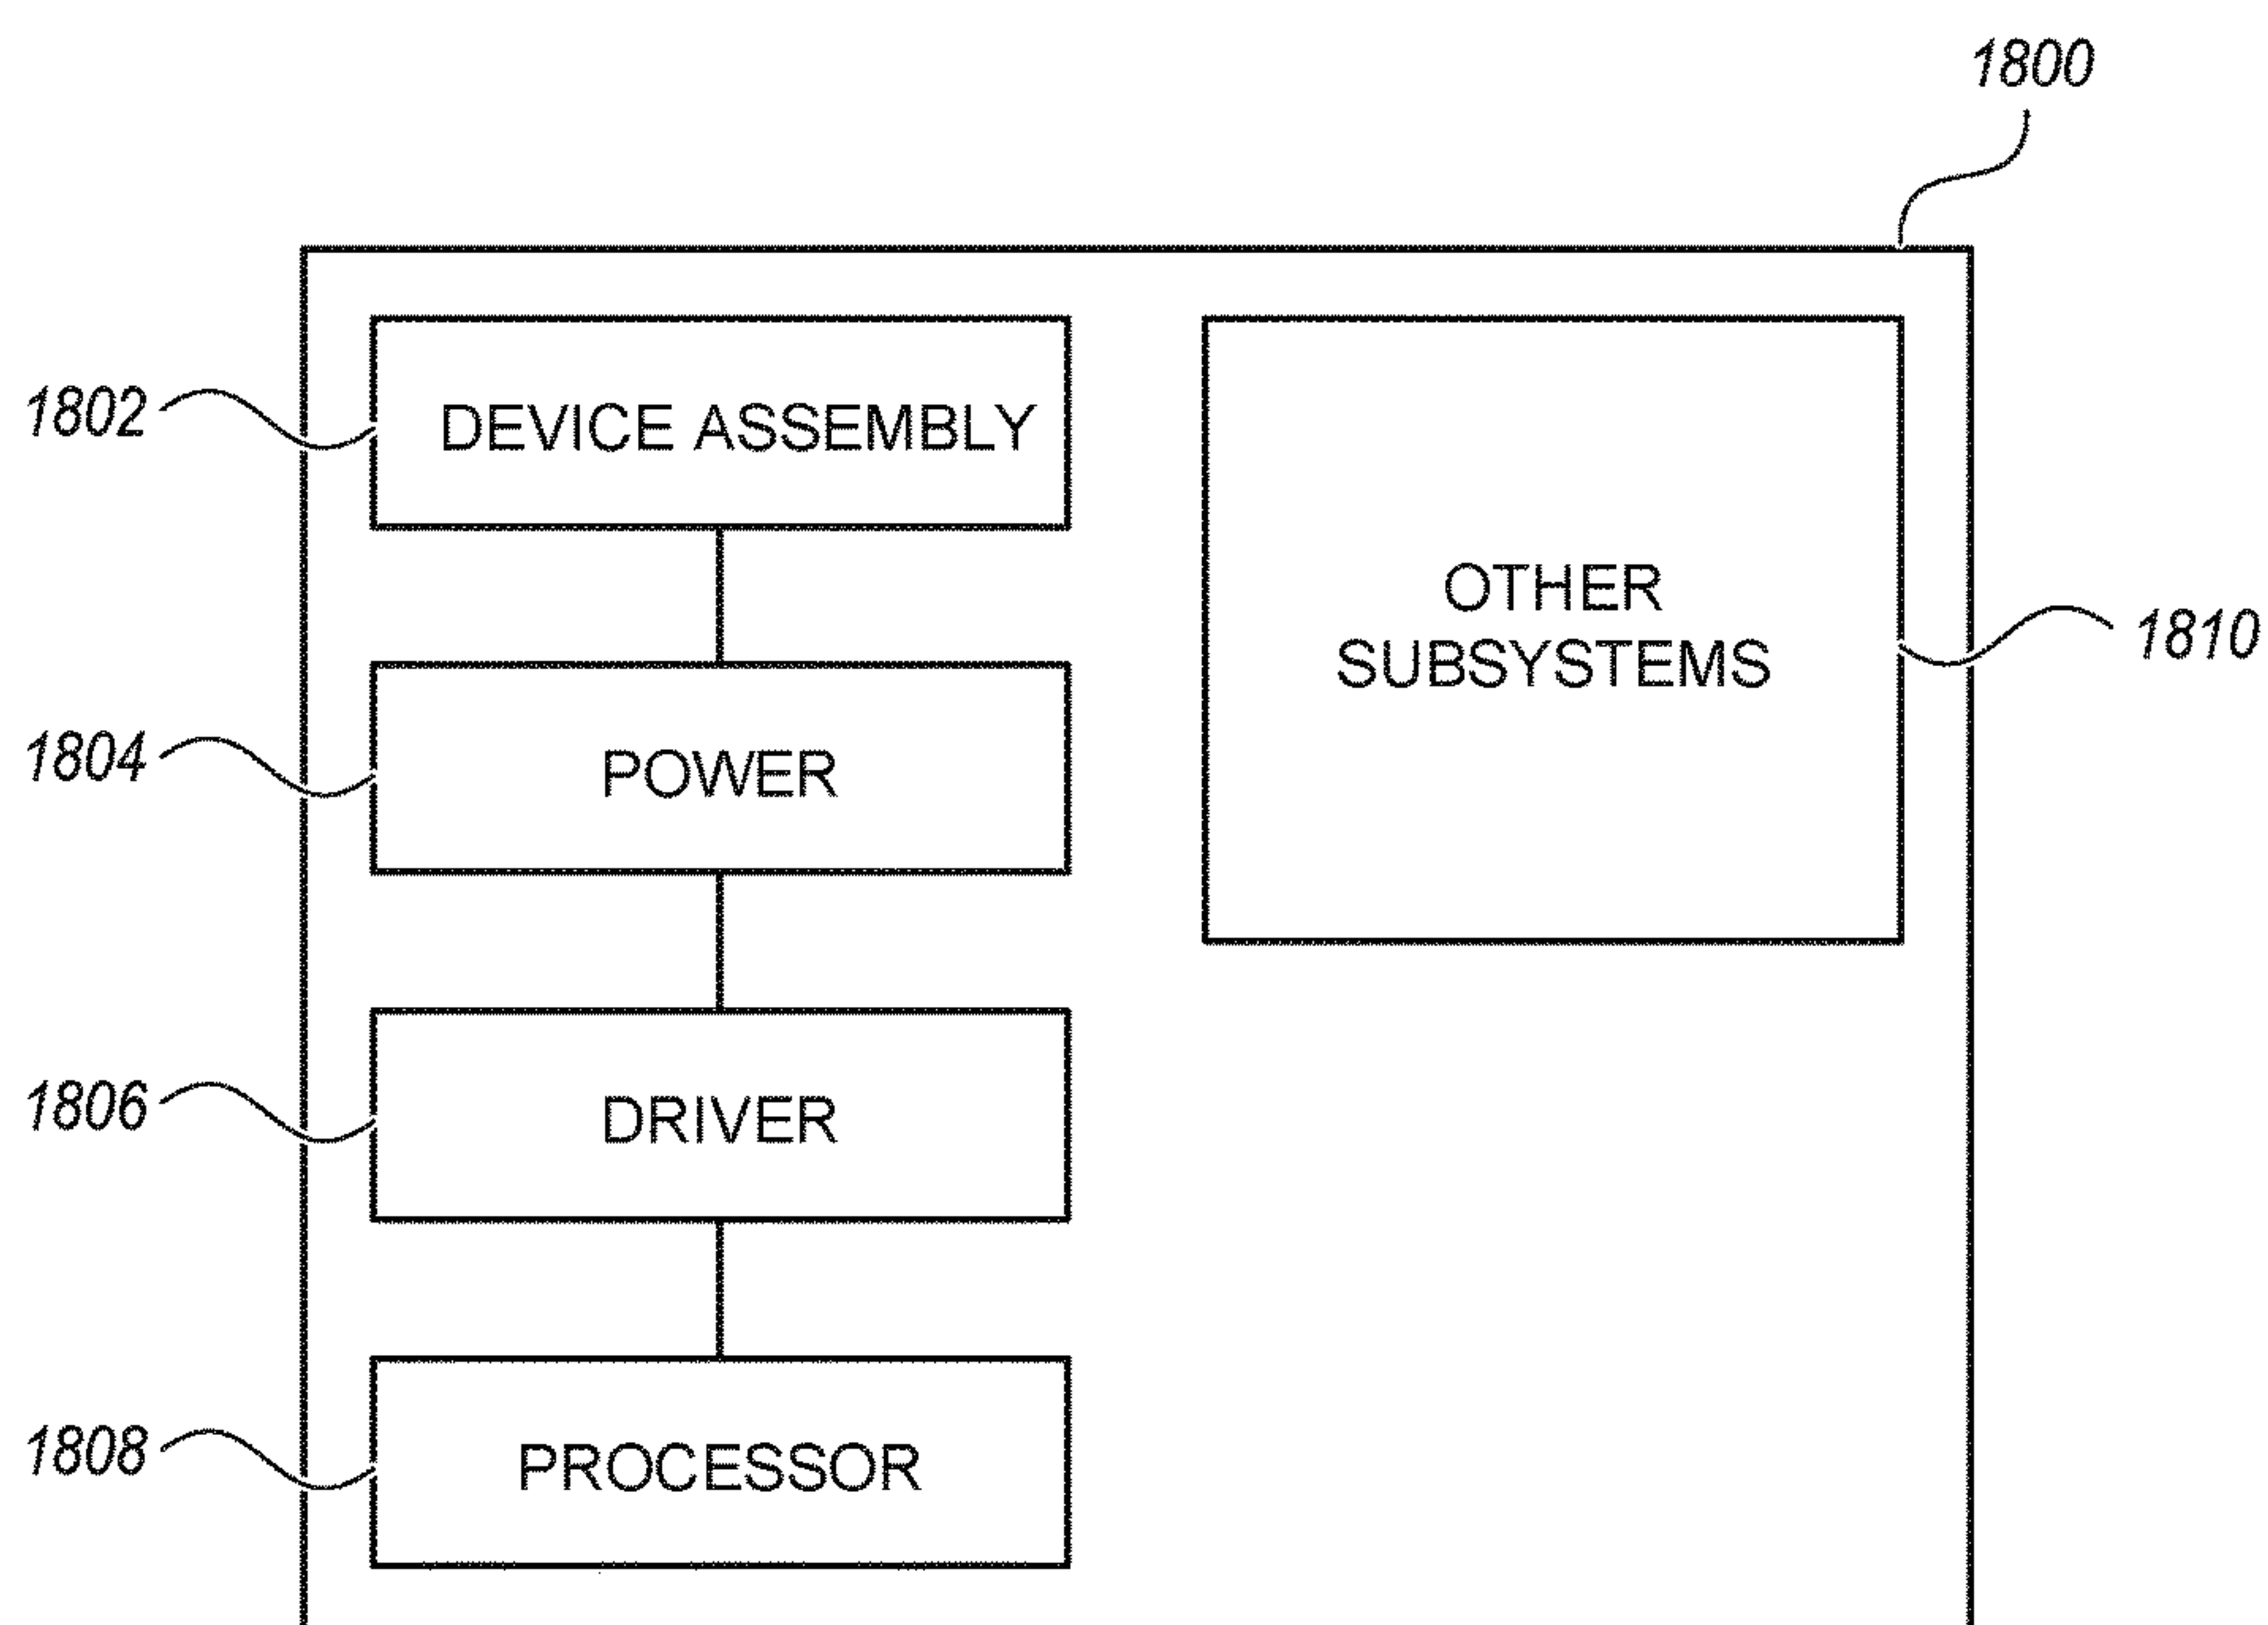 1800
1802
DEVICE ASSEMBLY
OTHER
SUBSYSTEMS
1810
1804
POWER
1806
DRIVER
1808
PROCESSOR